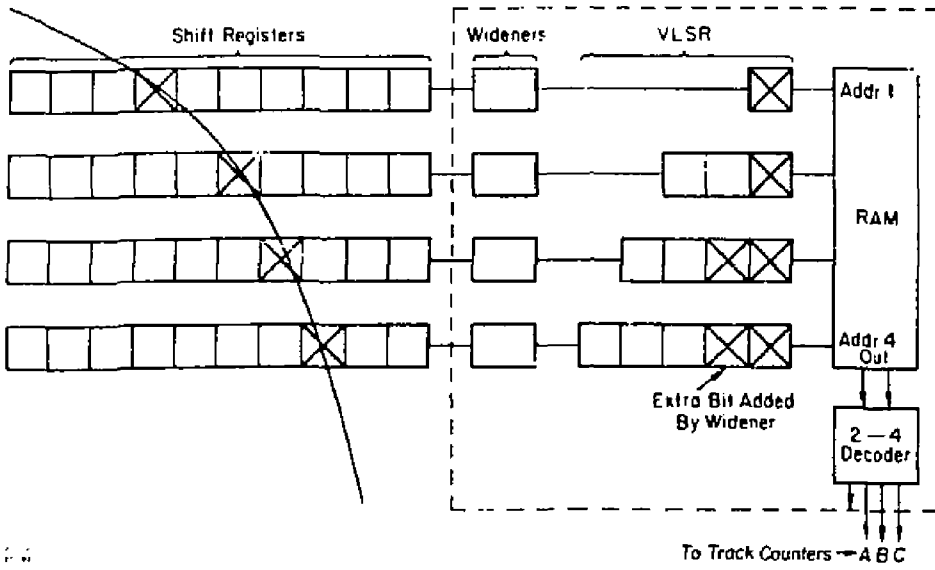 Shift Registers
Wideners
VLSR
Addr 1
RAM
Addr 4
Out
Extra Bit Added
By Widener
2 – 4
Decoder
To Track Counters → A B C